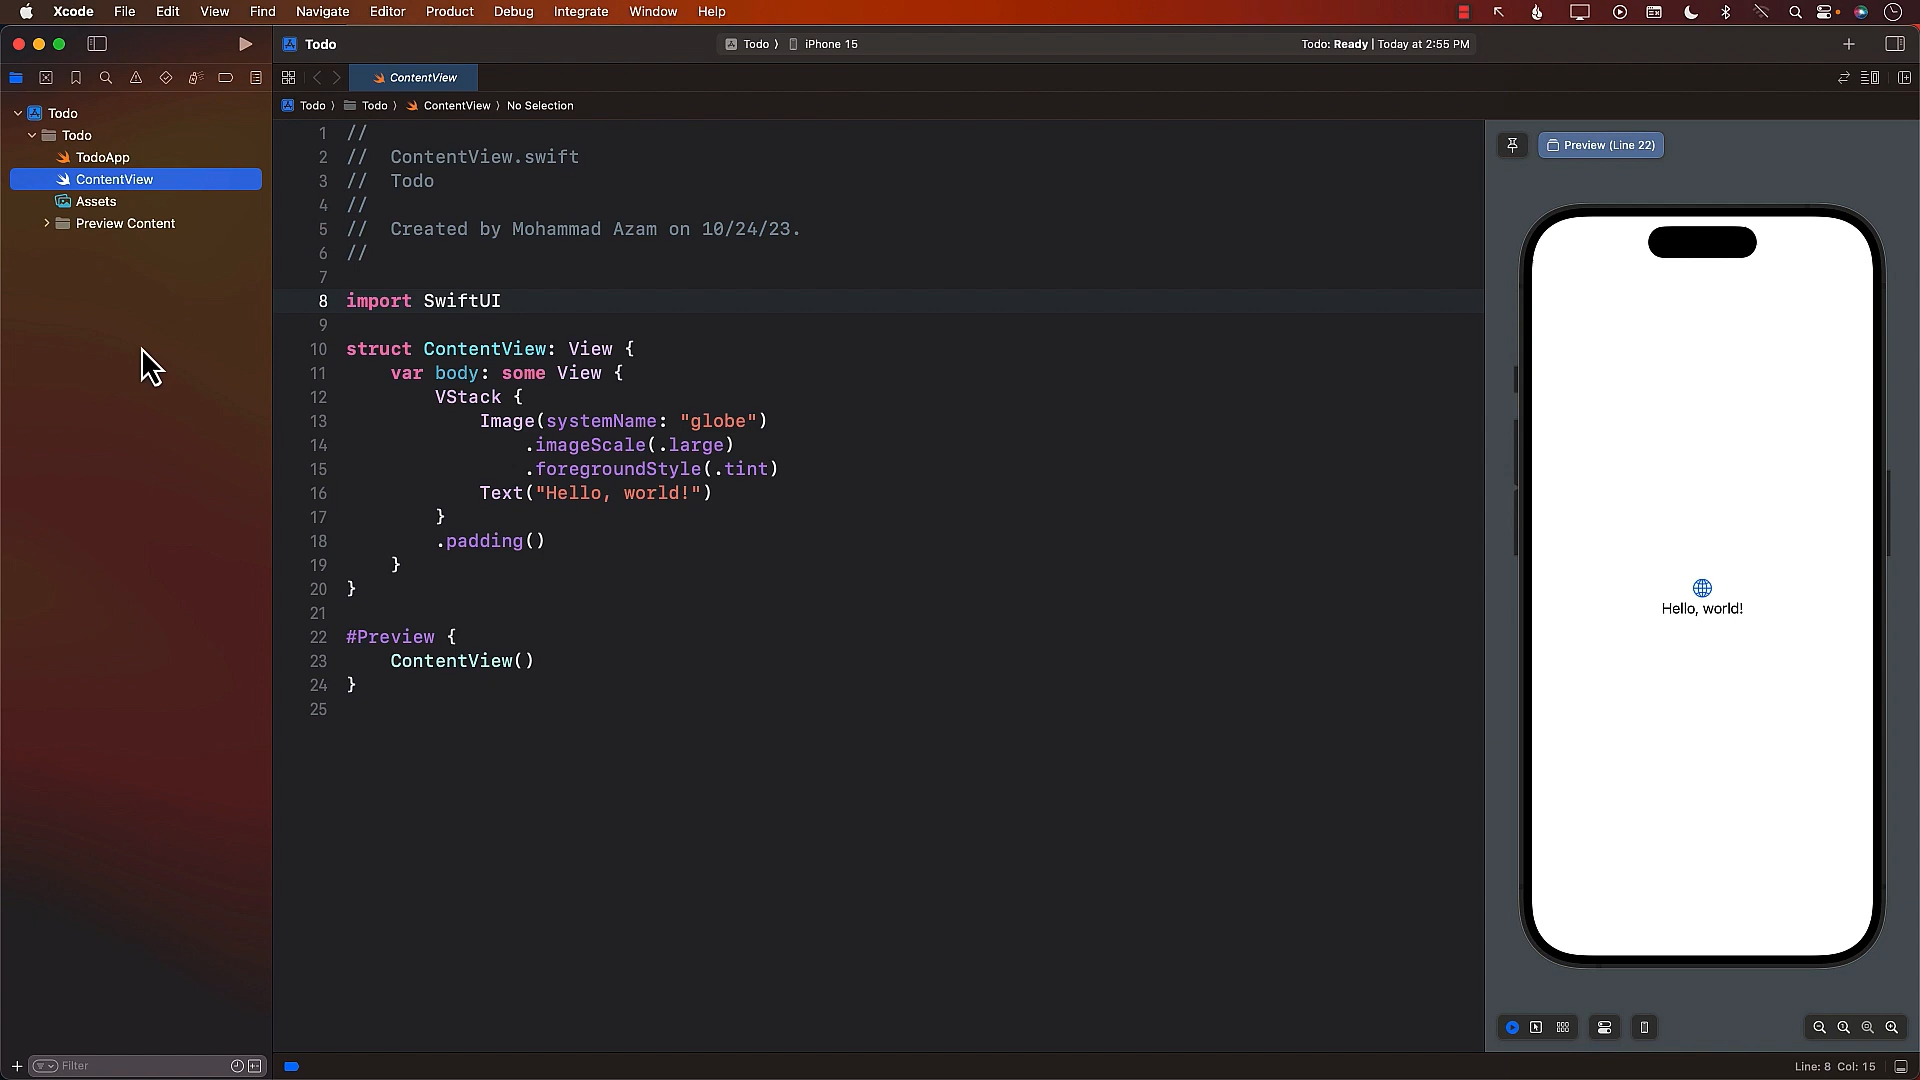 Xcode File Edit View Find Navigate Editor Product Debug Integrate Window Help
Todo
Todo ⟩ iPhone 15
Todo: Ready | Today at 2:55 PM
ContentView
Todo ⟩ Todo ⟩ ContentView ⟩ No Selection
Todo
Todo
TodoApp
ContentView
Assets
Preview Content
Filter
1 //
2 //  ContentView.swift
3 //  Todo
4 //
5 //  Created by Mohammad Azam on 10/24/23.
6 //
7
8 import SwiftUI
9
10 struct ContentView: View {
11     var body: some View {
12         VStack {
13             Image(systemName: "globe")
14                 .imageScale(.large)
15                 .foregroundStyle(.tint)
16             Text("Hello, world!")
17         }
18         .padding()
19     }
20 }
21
22 #Preview {
23     ContentView()
24 }
25
Preview (Line 22)
Hello, world!
Line: 8 Col: 15